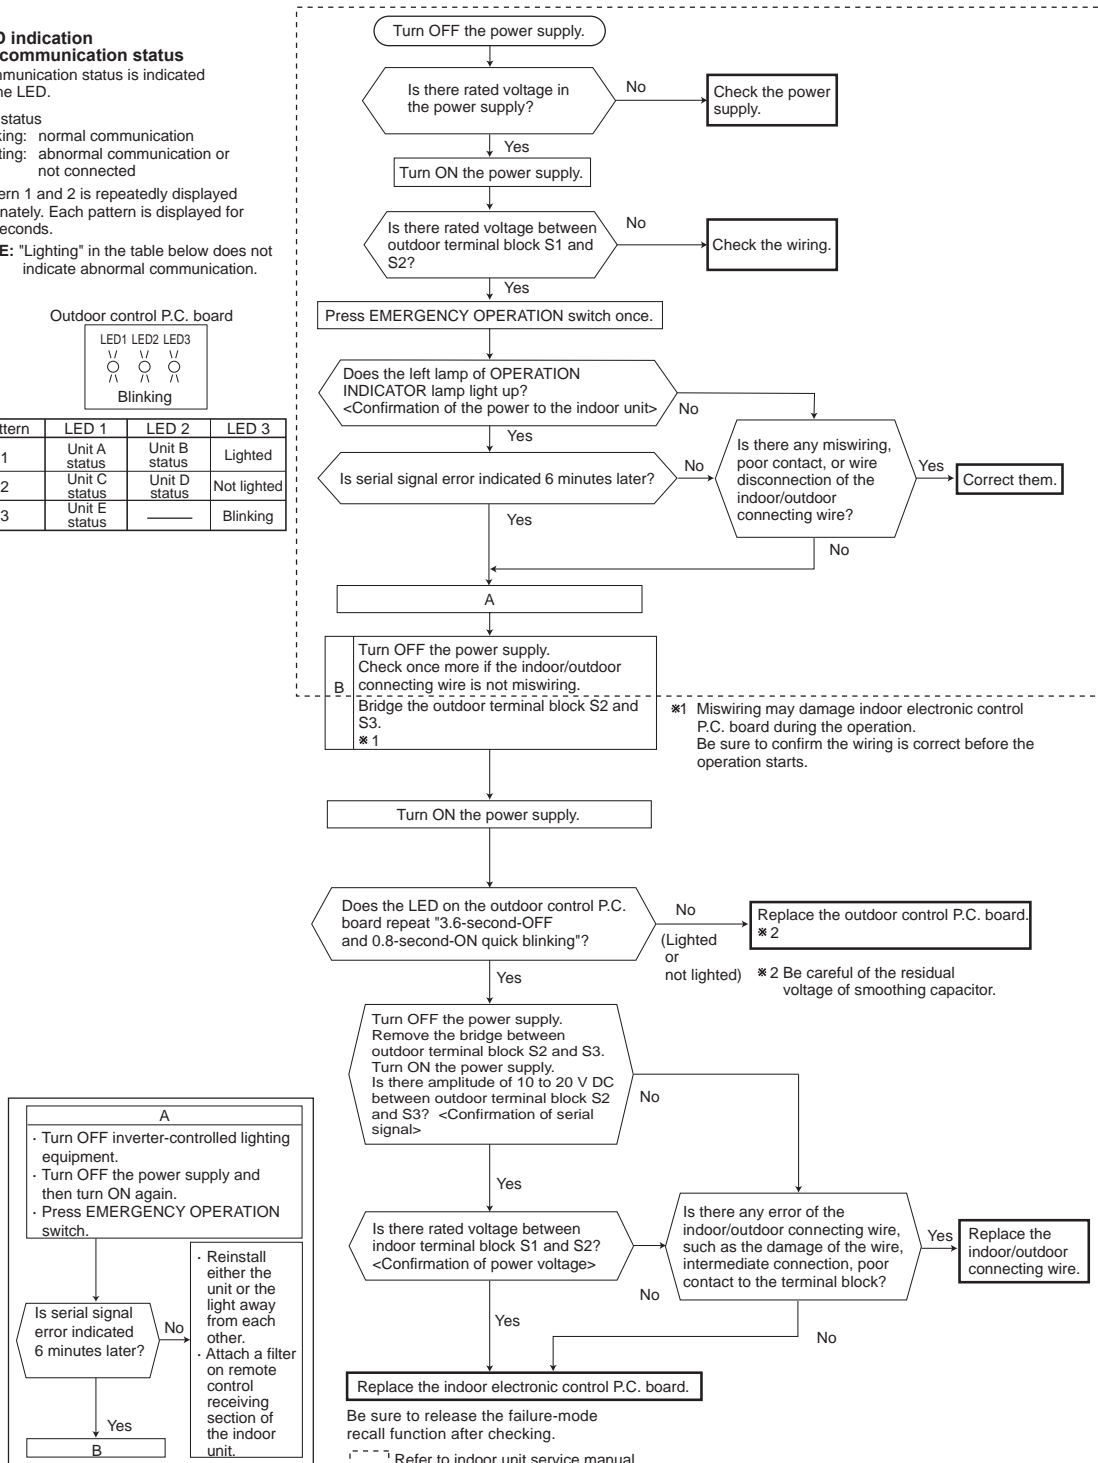 indication
communication status
communication status is indicated
LED.
status
normal communication
abnormal communication or
not connected
1 and 2 is repeatedly displayed
Each pattern is displayed for
"Lighting" in the table below does not
indicate abnormal communication.
Outdoor control P.C. board
LED1 LED2 LED3
Blinking
LED 1 LED 2 LED 3
1 Unit A status Unit B status Lighted
2 Unit C status Unit D status Not lighted
3 Unit E status ——— Blinking
Turn OFF the power supply.
Is there rated voltage in
the power supply?
No
Check the power
supply.
Yes
Turn ON the power supply.
Is there rated voltage between
outdoor terminal block S1 and
S2?
No
Check the wiring.
Yes
Press EMERGENCY OPERATION switch once.
Does the left lamp of OPERATION
INDICATOR lamp light up?
<Confirmation of the power to the indoor unit>
No
Yes
Is serial signal error indicated 6 minutes later?
No
Yes
Is there any miswiring,
poor contact, or wire
disconnection of the
indoor/outdoor
connecting wire?
Yes
Correct them.
No
A
B
Turn OFF the power supply.
Check once more if the indoor/outdoor
connecting wire is not miswiring.
Bridge the outdoor terminal block S2 and
S3.
※1
※1 Miswiring may damage indoor electronic control
P.C. board during the operation.
Be sure to confirm the wiring is correct before the
operation starts.
Turn ON the power supply.
Does the LED on the outdoor control P.C.
board repeat "3.6-second-OFF
and 0.8-second-ON quick blinking"?
No
(Lighted
or
not lighted)
Replace the outdoor control P.C. board.
※2
※2 Be careful of the residual
voltage of smoothing capacitor.
Yes
Turn OFF the power supply.
Remove the bridge between
outdoor terminal block S2 and S3.
Turn ON the power supply.
Is there amplitude of 10 to 20 V DC
between outdoor terminal block S2
and S3? <Confirmation of serial
signal>
No
Yes
Is there rated voltage between
indoor terminal block S1 and S2?
<Confirmation of power voltage>
No
Yes
Is there any error of the
indoor/outdoor connecting wire,
such as the damage of the wire,
intermediate connection, poor
contact to the terminal block?
Yes
Replace the
indoor/outdoor
connecting wire.
No
Replace the indoor electronic control P.C. board.
Be sure to release the failure-mode
recall function after checking.
Refer to indoor unit service manual
A
· Turn OFF inverter-controlled lighting
equipment.
· Turn OFF the power supply and
then turn ON again.
· Press EMERGENCY OPERATION
switch.
Is serial signal
error indicated
6 minutes later?
No
· Reinstall
either the
unit or the
light away
from each
other.
· Attach a filter
on remote
control
receiving
section of
the indoor
unit.
Yes
B